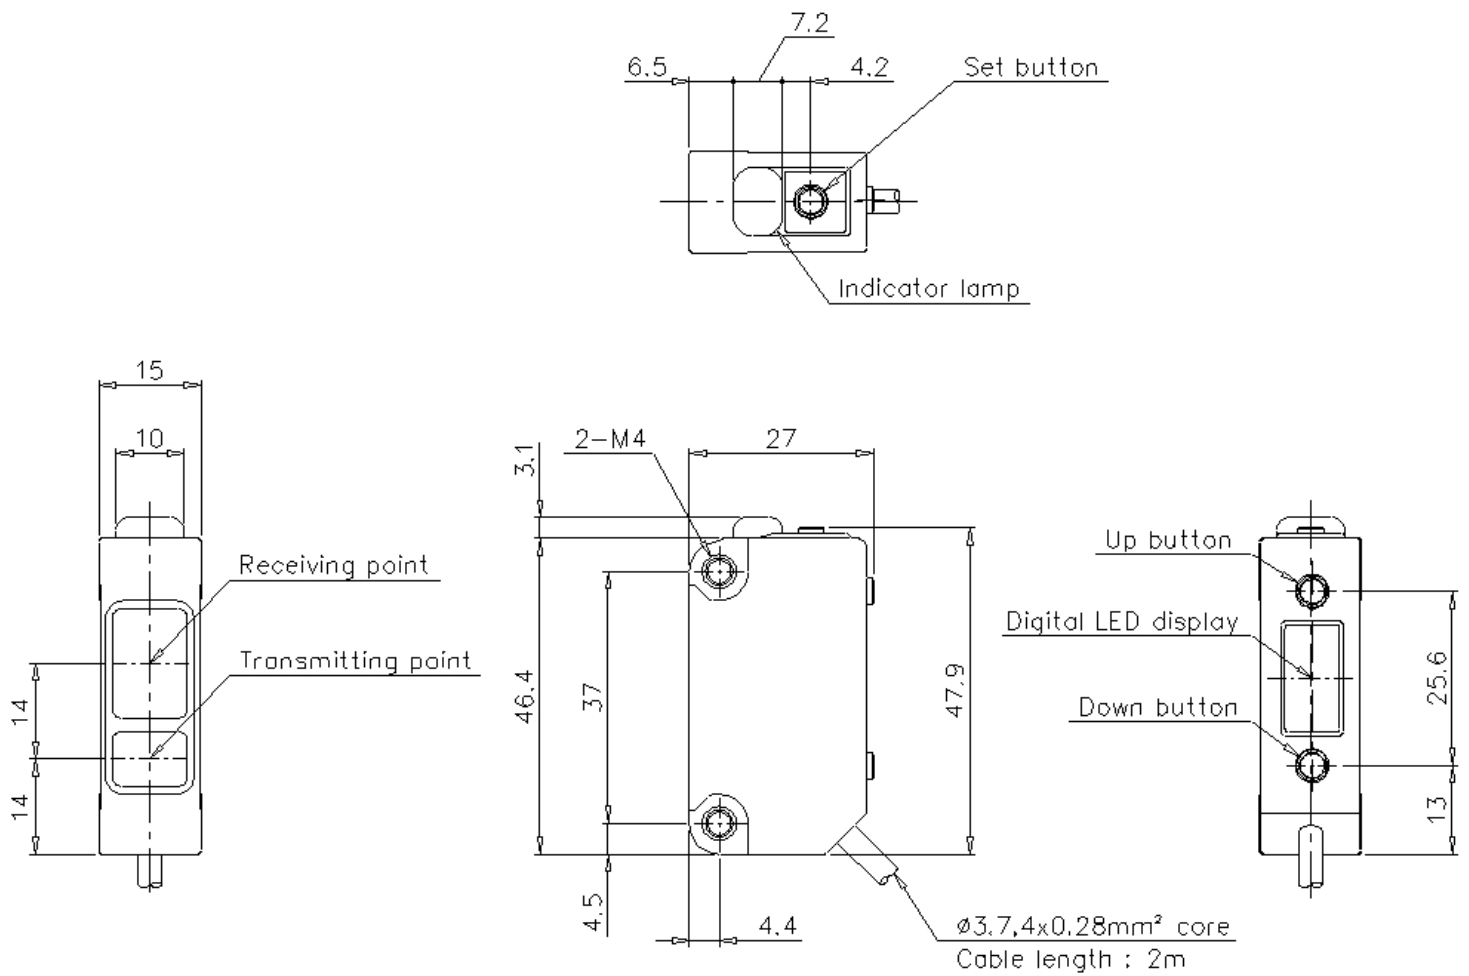 7.2
6.5
4.2
Set button
Indicator lamp
15
10
Receiving point
Transmitting point
14
14
3.1
2-M4
27
46.4
37
47.9
4.5
4.4
ø3.7,4x0.28mm² core
Cable length : 2m
Up button
Digital LED display
Down button
25.6
13